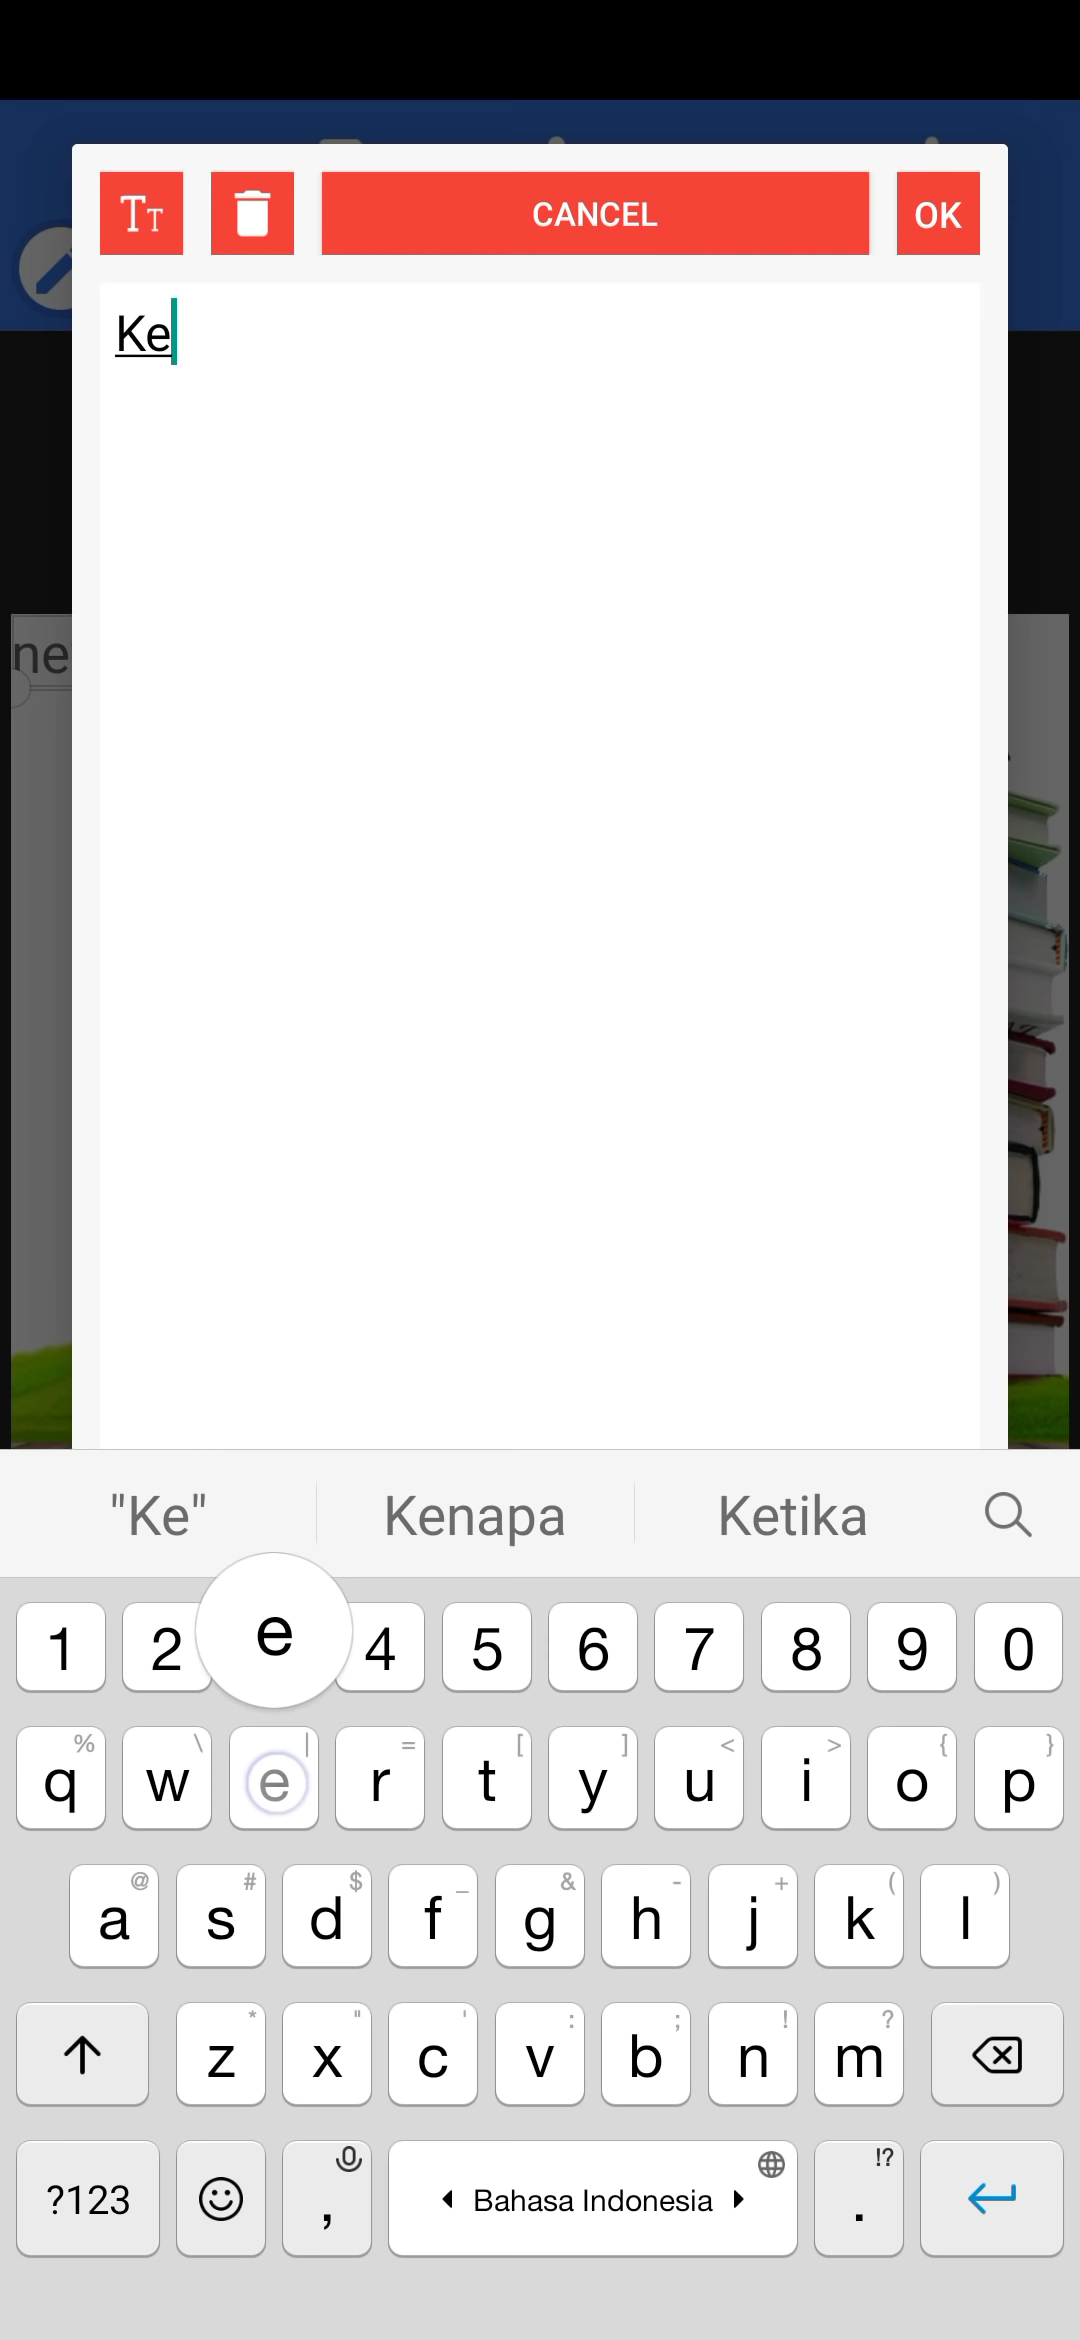 TT
CANCEL
OK
Ke
ne
"Ke"
Kenapa
Ketika
e
1 2 4 5 6 7 8 9 0
% \ | = [ ] < > { }
q w e r t y u i o p
@ # $ _ & - + ( )
a s d f g h j k l
* " ' : ; ! ?
z x c v b n m
!?
?123 , Bahasa Indonesia .